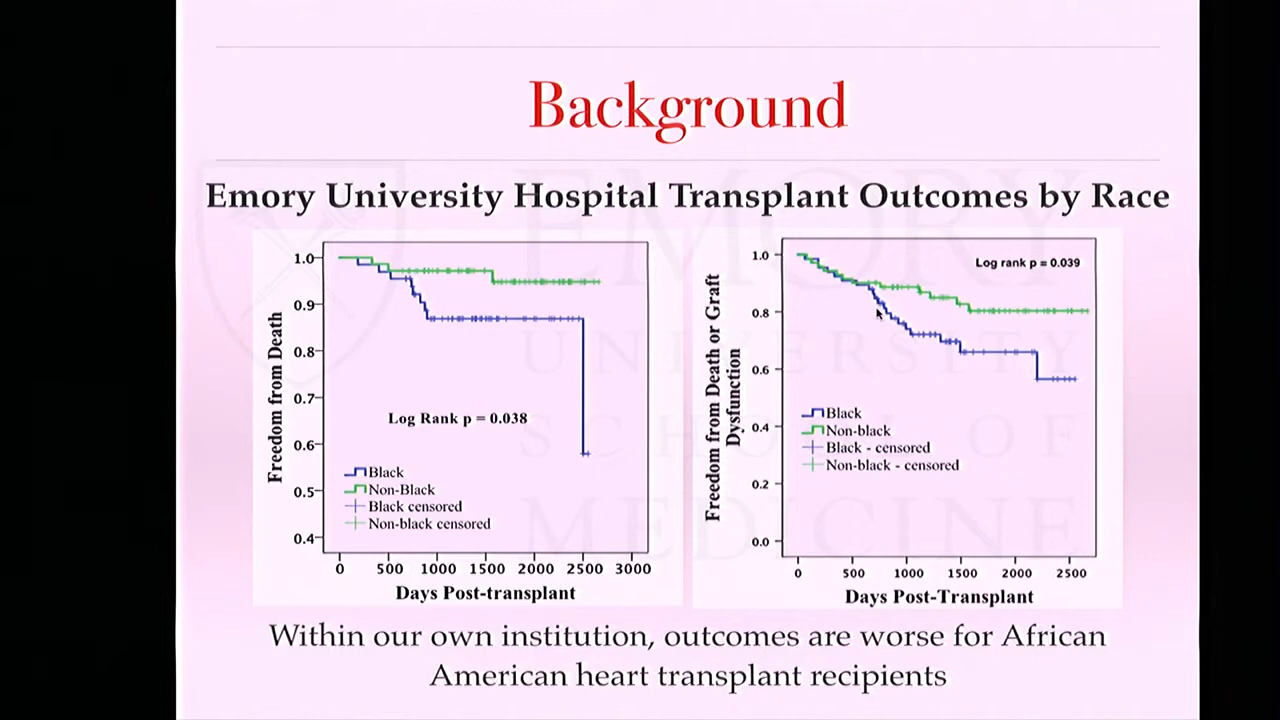 Background
Emory University Hospital Transplant Outcomes by Race
Freedom from Death
1.0
0.9
0.8
0.7
0.6
0.5
0.4
Log Rank p = 0.038
Black
Non-Black
Black censored
Non-black censored
0 500 1000 1500 2000 2500 3000
Days Post-transplant
Freedom from Death or Graft
Dysfunction
1.0
0.8
0.6
0.4
0.2
0.0
Log rank p = 0.039
Black
Non-black
Black - censored
Non-black - censored
0 500 1000 1500 2000 2500
Days Post-Transplant
Within our own institution, outcomes are worse for African
American heart transplant recipients
EMORY
UNIVERSITY
SCHOOL OF
MEDICINE